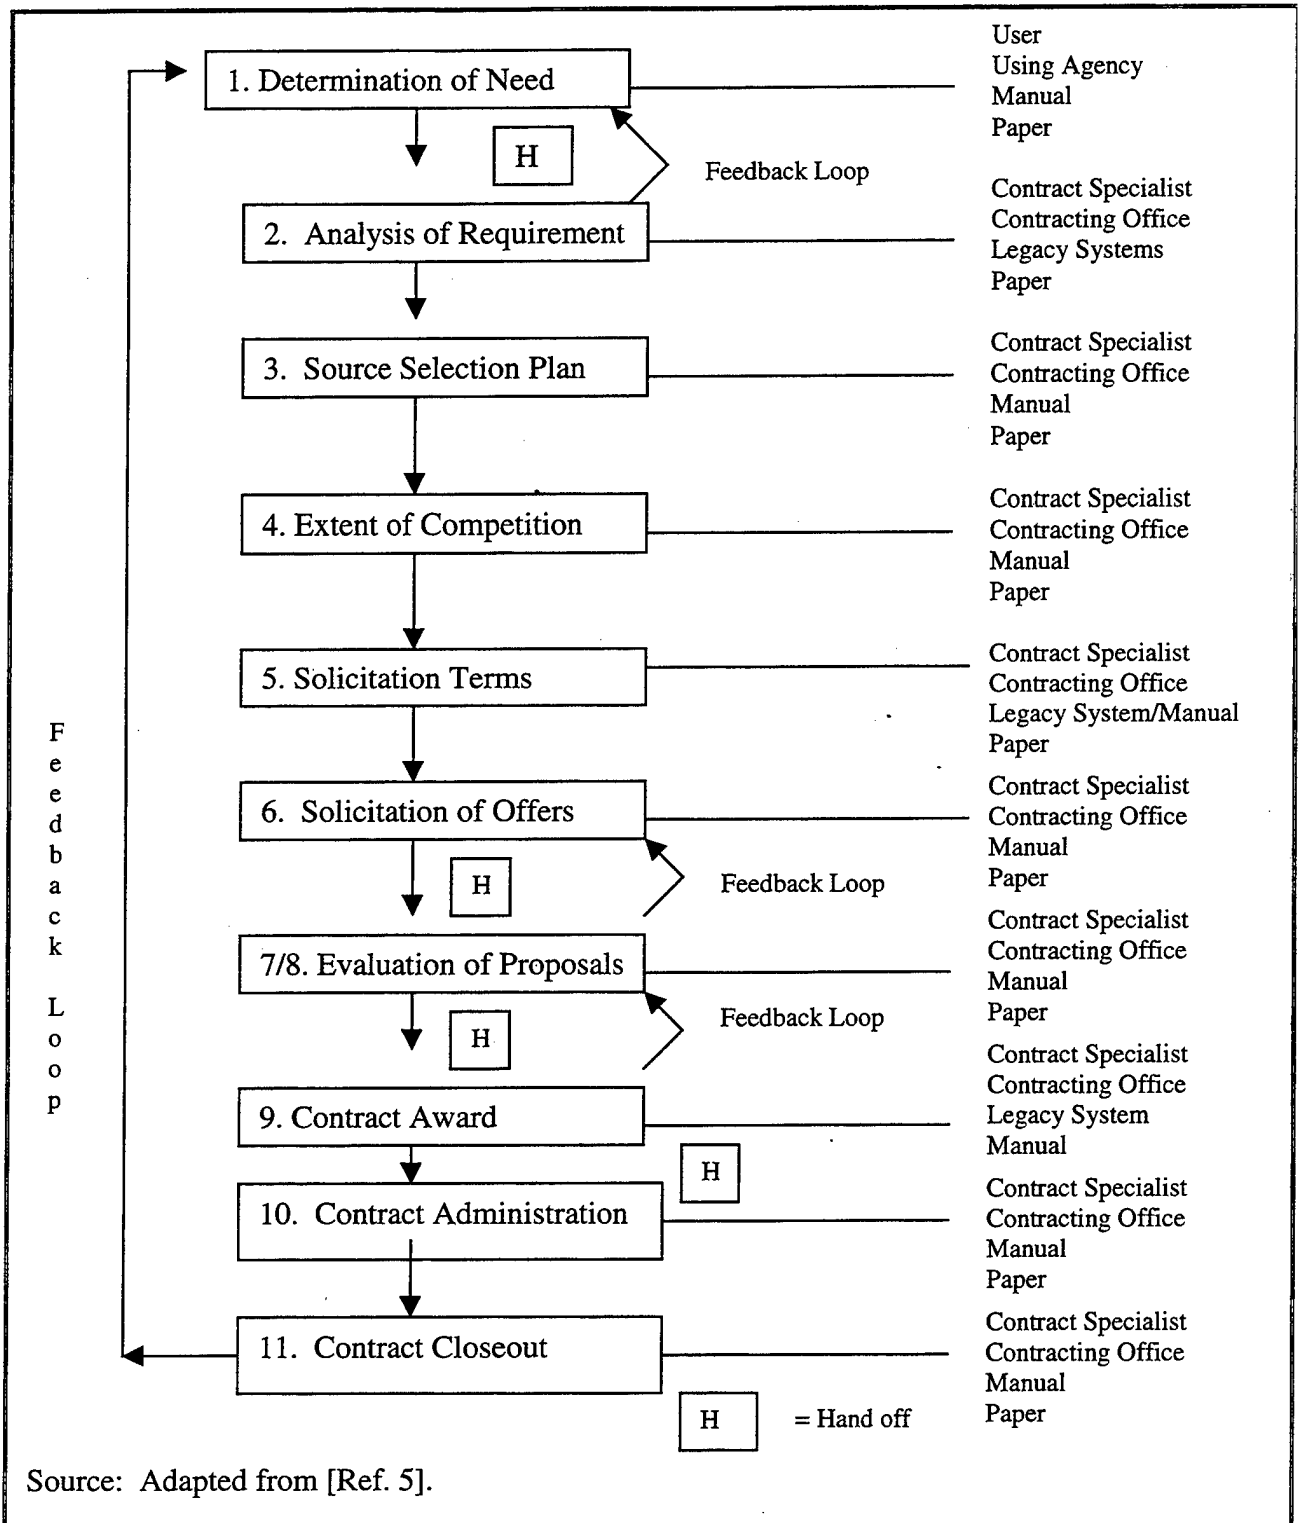 1. Determination of Need
User
Using Agency
Manual
Paper
H
Feedback Loop
2. Analysis of Requirement
Contract Specialist
Contracting Office
Legacy Systems
Paper
3. Source Selection Plan
Contract Specialist
Contracting Office
Manual
Paper
4. Extent of Competition
Contract Specialist
Contracting Office
Manual
Paper
5. Solicitation Terms
Contract Specialist
Contracting Office
Legacy System/Manual
Paper
6. Solicitation of Offers
Contract Specialist
Contracting Office
Manual
Paper
H
Feedback Loop
7/8. Evaluation of Proposals
Contract Specialist
Contracting Office
Manual
Paper
H
Feedback Loop
9. Contract Award
Contract Specialist
Contracting Office
Legacy System
Manual
H
10. Contract Administration
Contract Specialist
Contracting Office
Manual
Paper
11. Contract Closeout
Contract Specialist
Contracting Office
Manual
Paper
Feedback Loop
H = Hand off
Source: Adapted from [Ref. 5].